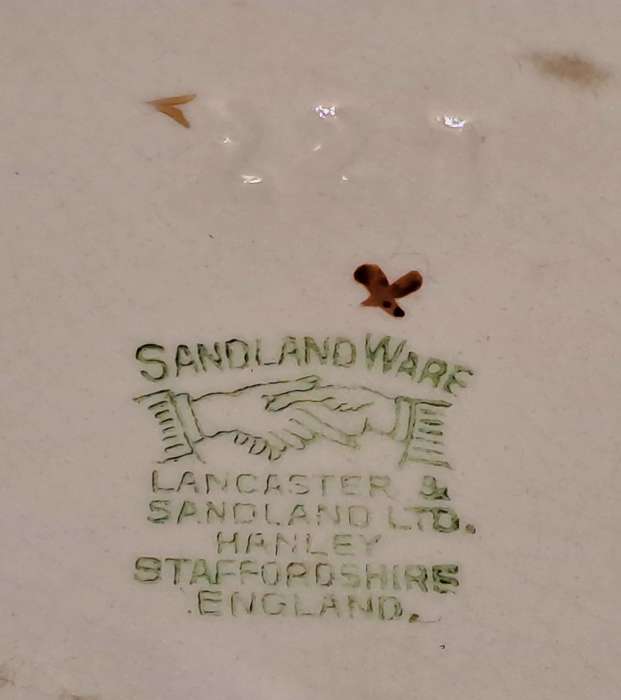 SANDLAND WARE
LANCASTER &
SANDLAND LTD.
HANLEY
STAFFORDSHIRE
ENGLAND.